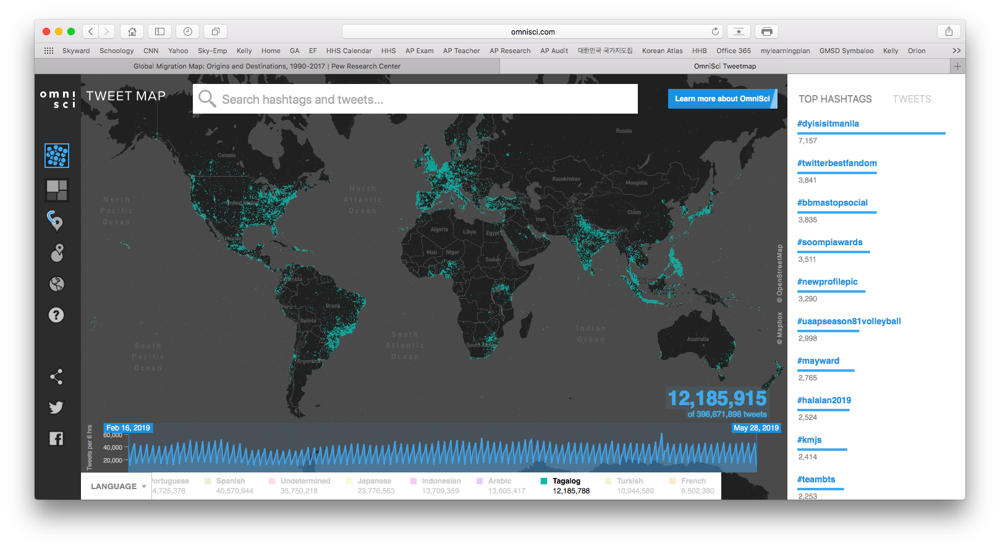 omnisci.com
Skyward Schoology CNN Yahoo Sky-Emp Kelly Home GA EF HHS Calendar HHS AP Exam AP Teacher AP Research AP Audit 대한민국 국가지도집 Korean Atlas HHB Office 365 mylearningplan GMSD Symbaloo Kelly Orion
Global Migration Map: Origins and Destinations, 1990-2017 | Pew Research Center
OmniSci Tweetmap
omni
sci
TWEET MAP
Search hashtags and tweets...
Learn more about OmniSci
Russia
Canada
Kazakhstan
Mongolia
North
Pacific
Ocean
North
Atlantic
Ocean
United States
China
Iran
Mexico
Algeria
Libya
Egypt
Mali
Niger
Sudan
Colombia
Malaysia
Indonesia
Peru
Brazil
Bolivia
South
Pacific
Ocean
South
Atlantic
Ocean
Indian
Ocean
South Africa
Australia
Argentina
© Mapbox © OpenStreetMap
12,185,915
of 396,671,898 tweets
Feb 16, 2019
May 28, 2019
Tweets per 6 hrs
60,000
40,000
20,000
LANGUAGE
ortuguese
4,725,378
Spanish
40,570,944
Undetermined
35,750,218
Japanese
23,776,563
Indonesian
13,709,359
Arabic
13,605,417
Tagalog
12,185,788
Turkish
10,944,589
French
6,502,380
TOP HASHTAGS
TWEETS
#dyisisitmanila
7,157
#twitterbestfandom
3,841
#bbmastopsocial
3,835
#soompiawards
3,511
#newprofilepic
3,290
#uaapseason81volleyball
2,998
#mayward
2,765
#halalan2019
2,524
#kmjs
2,414
#teambts
2,253